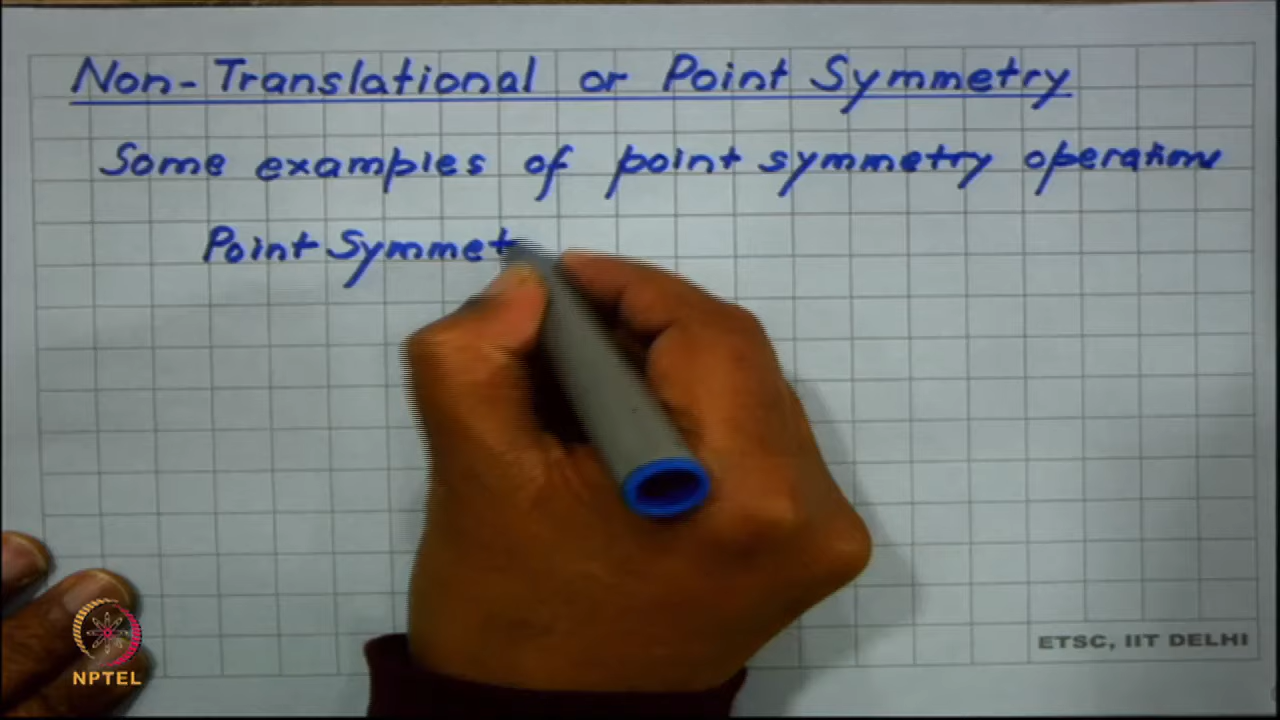 Non-Translational or Point Symmetry
Some examples of point symmetry operations
Point Symmet
NPTEL
ETSC, IIT DELHI